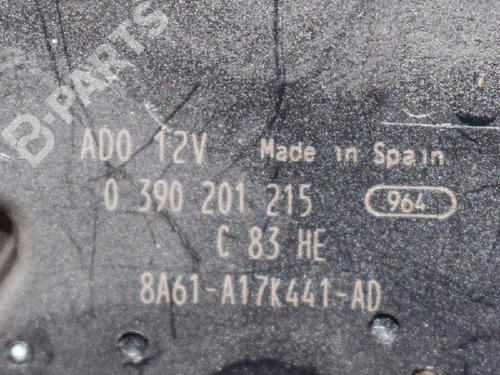 B-PARTS
ADO 12V Made in Spain
0 390 201 215 964
C 83 HE
8A61-A17K441-AD